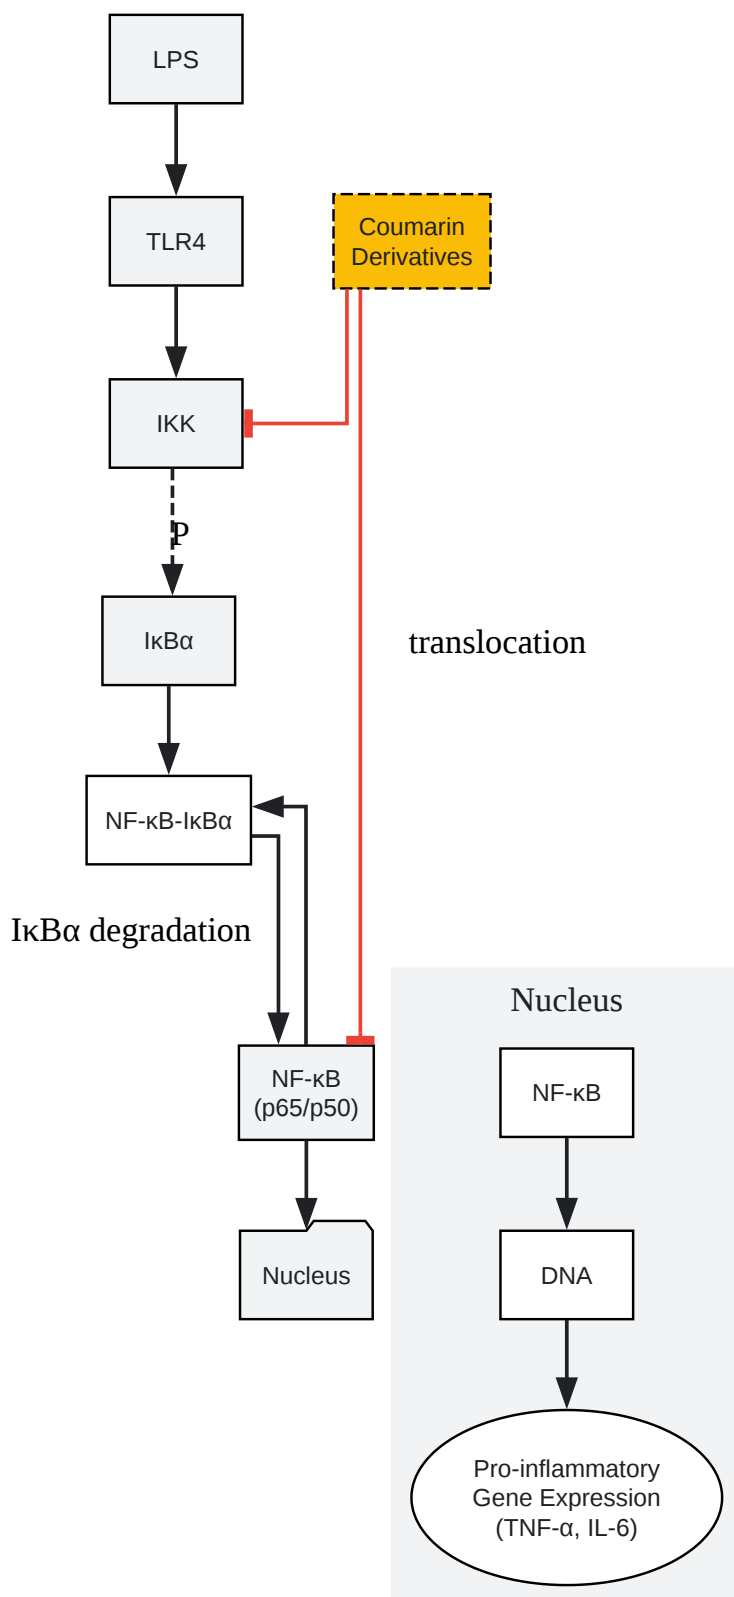 LPS
TLR4
Coumarin
Derivatives
IKK
P
IκBα
translocation
NF-κB-IκBα
IκBα degradation
Nucleus
NF-κB
(p65/p50)
NF-κB
Nucleus
DNA
Pro-inflammatory
Gene Expression
(TNF-α, IL-6)